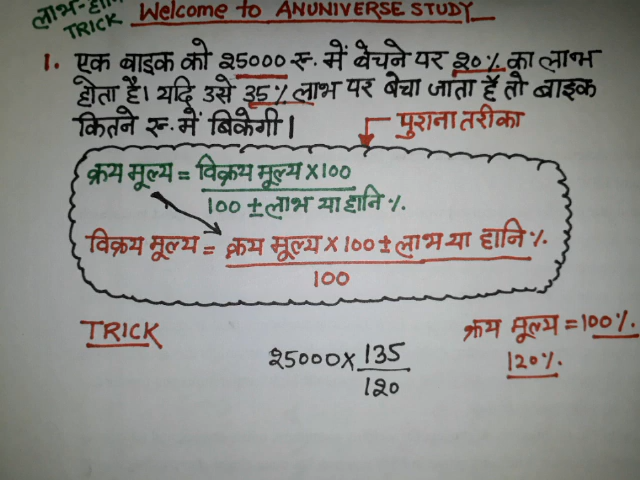 लाभ-हानि
TRICK
Welcome to ANUNIVERSE STUDY
1. एक बाइक को 25000 रु. में बेचने पर 20% का लाभ
होता है। यदि उसे 35% लाभ पर बेचा जाता है तो बाइक
कितने रु. में बिकेगी।
पुराना तरीका
क्रय मूल्य = विक्रय मूल्य × 100
100 ± लाभ या हानि %
विक्रय मूल्य = क्रय मूल्य × 100 ± लाभ या हानि %
100
TRICK
क्रय मूल्य = 100%
120%
25000 × 135
120